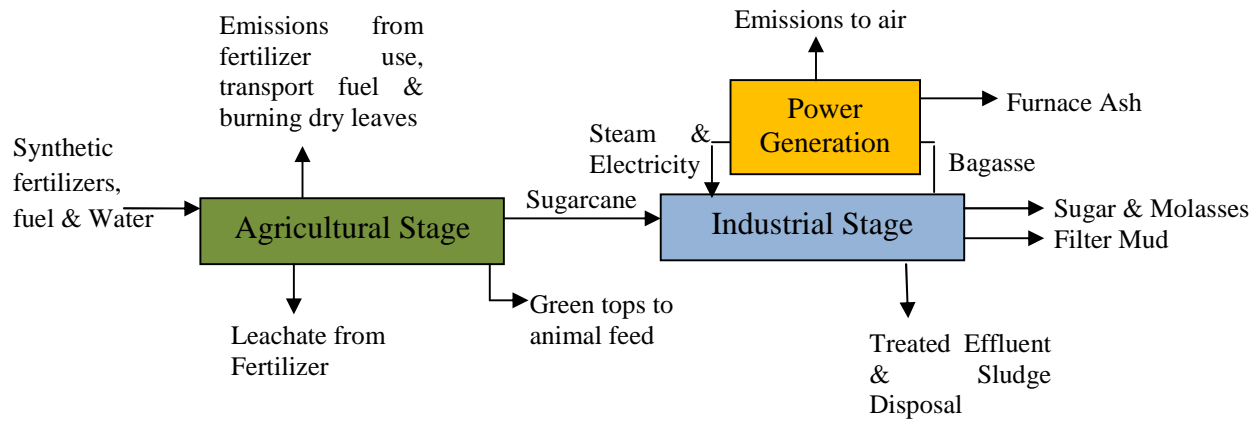 Emissions from
fertilizer use,
transport fuel &
burning dry leaves
Synthetic
fertilizers,
fuel & Water
Agricultural Stage
Leachate from
Fertilizer
Green tops to
animal feed
Sugarcane
Emissions to air
Power
Generation
Furnace Ash
Steam &
Electricity
Bagasse
Industrial Stage
Sugar & Molasses
Filter Mud
Treated Effluent
& Sludge
Disposal